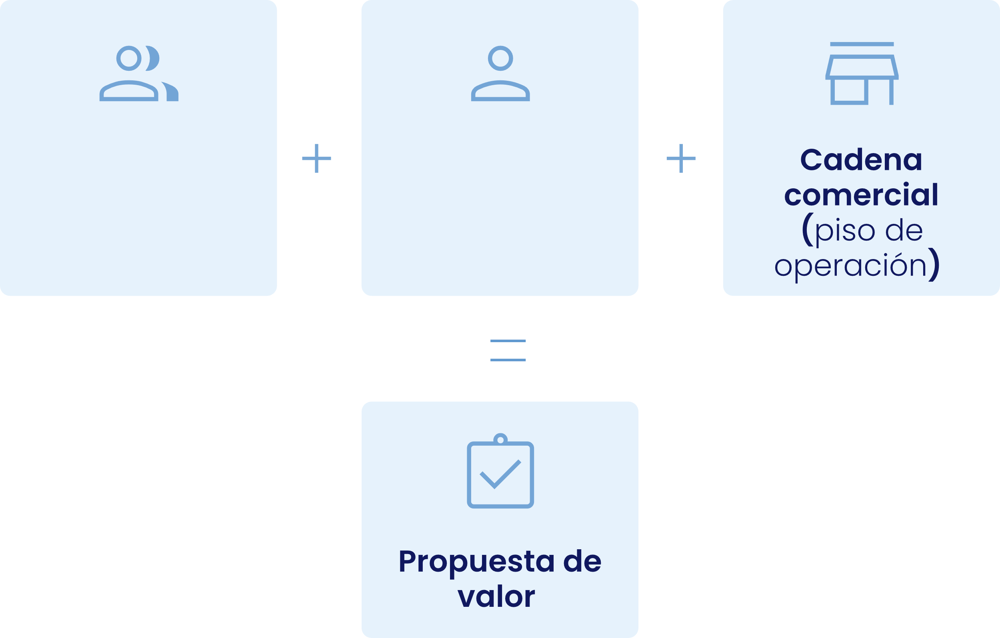 Cadena
comercial
(piso de
operación)
Propuesta de
valor